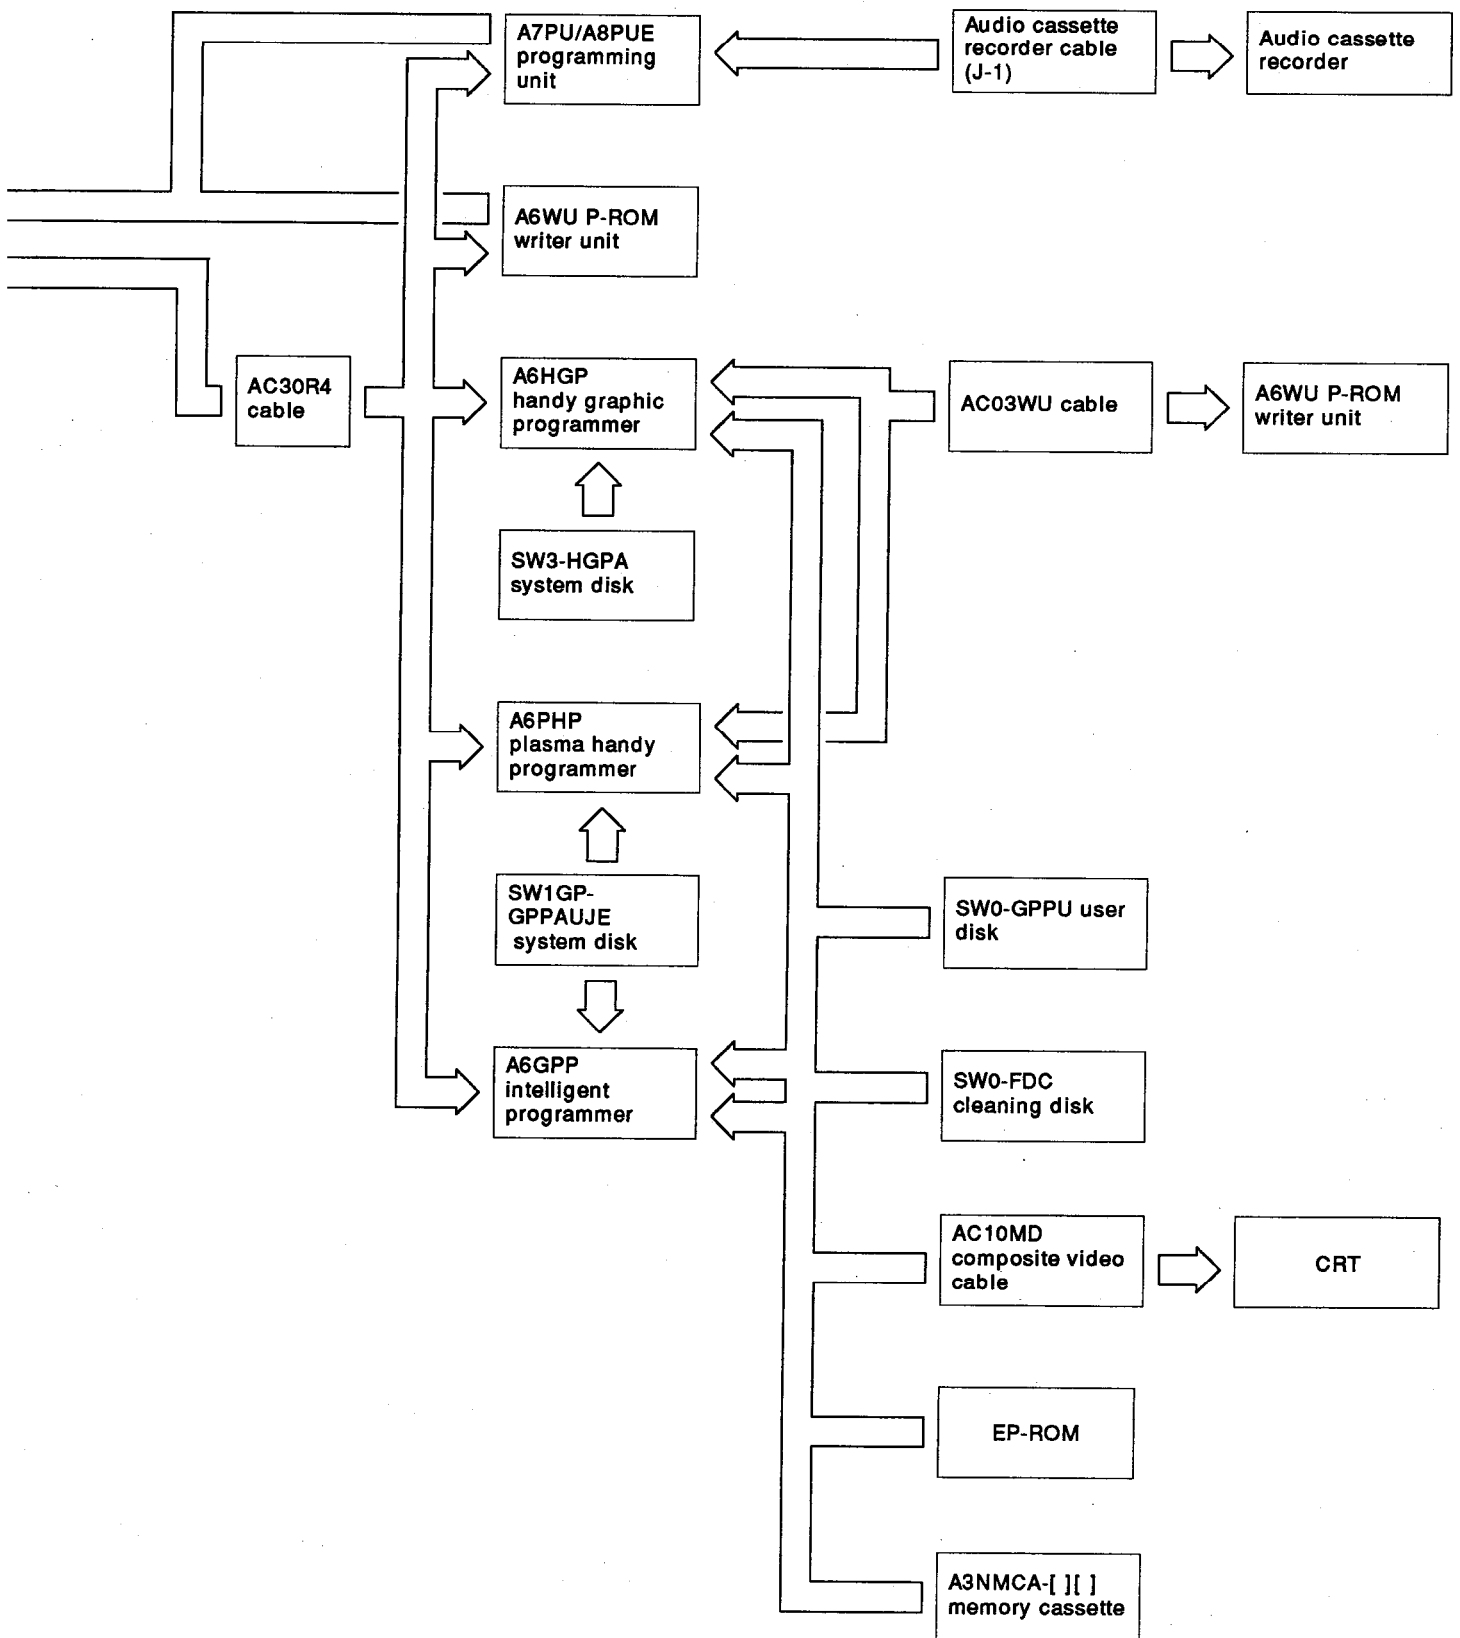 A7PU/A8PUE
programming
unit
Audio cassette
recorder cable
(J-1)
Audio cassette
recorder
A6WU P-ROM
writer unit
AC30R4
cable
A6HGP
handy graphic
programmer
AC03WU cable
A6WU P-ROM
writer unit
SW3-HGPA
system disk
A6PHP
plasma handy
programmer
SW1GP-
GPPAUJE
system disk
SW0-GPPU user
disk
A6GPP
intelligent
programmer
SW0-FDC
cleaning disk
AC10MD
composite video
cable
CRT
EP-ROM
A3NMCA-[ ][ ]
memory cassette